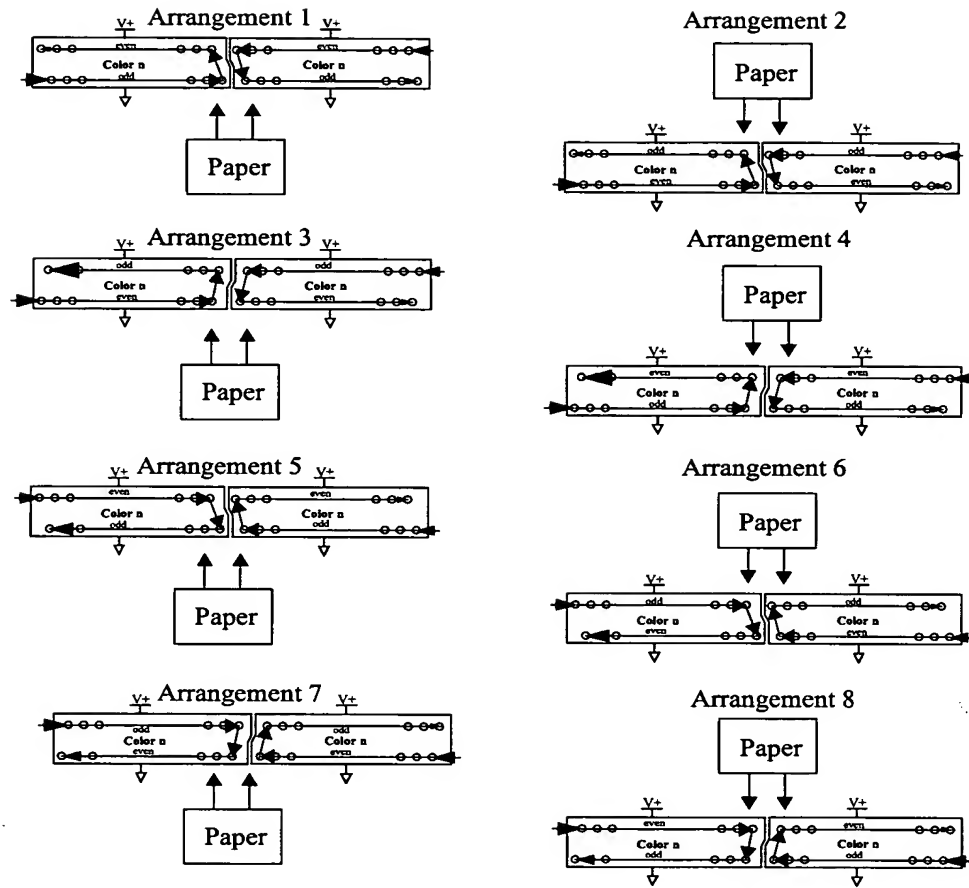 Arrangement 1
V+ V+
even even
Color n Color n
odd odd
Paper
Arrangement 2
Paper
V+ V+
odd odd
Color n Color n
even even
Arrangement 3
V+ V+
odd odd
Color n Color n
even even
Paper
Arrangement 4
Paper
V+ V+
even even
Color n Color n
odd odd
Arrangement 5
V+ V+
even even
Color n Color n
odd odd
Paper
Arrangement 6
Paper
V+ V+
odd odd
Color n Color n
even even
Arrangement 7
V+ V+
odd odd
Color n Color n
even even
Paper
Arrangement 8
Paper
V+ V+
even even
Color n Color n
odd odd